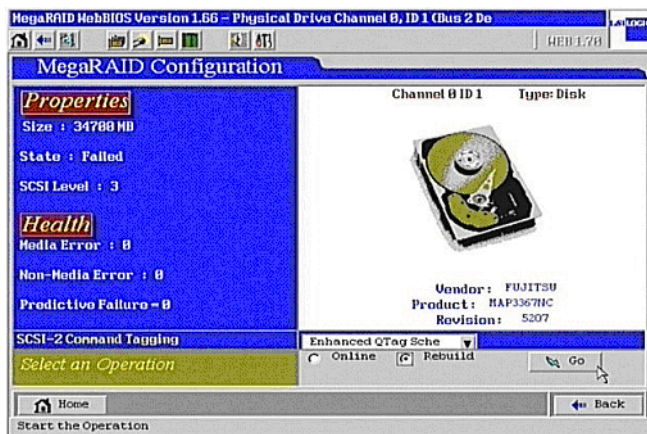 MegaRAID WebBIOS Version 1.66 - Physical Drive Channel 0, ID 1 (Bus 2 De
LSI LOGIC
WEB 1.70
MegaRAID Configuration
Properties
Size : 34700 MB
State : Failed
SCSI Level : 3
Health
Media Error : 0
Non-Media Error : 0
Predictive Failure = 0
Channel 0 ID 1 Type: Disk
Vendor: FUJITSU
Product: MAP3367NC
Revision: 5207
SCSI-2 Command Tagging
Enhanced QTag Sche
Select an Operation
Online Rebuild Go
Home Back
Start the Operation